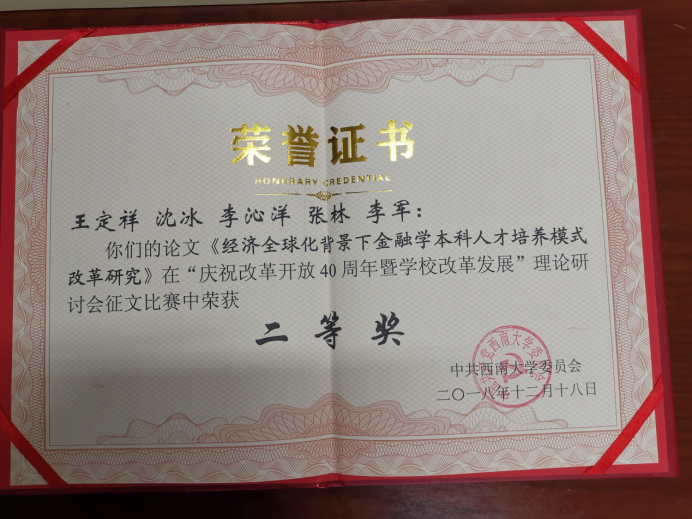 荣誉证书
HONORARY CREDENTIAL
王定祥 沈冰 李沁洋 张林 李军：
你们的论文《经济全球化背景下金融学本科人才培养模式
改革研究》在“庆祝改革开放40周年暨学校改革发展”理论研
讨会征文比赛中荣获
二等奖
中共西南大学委员会
二〇一八年十二月十八日